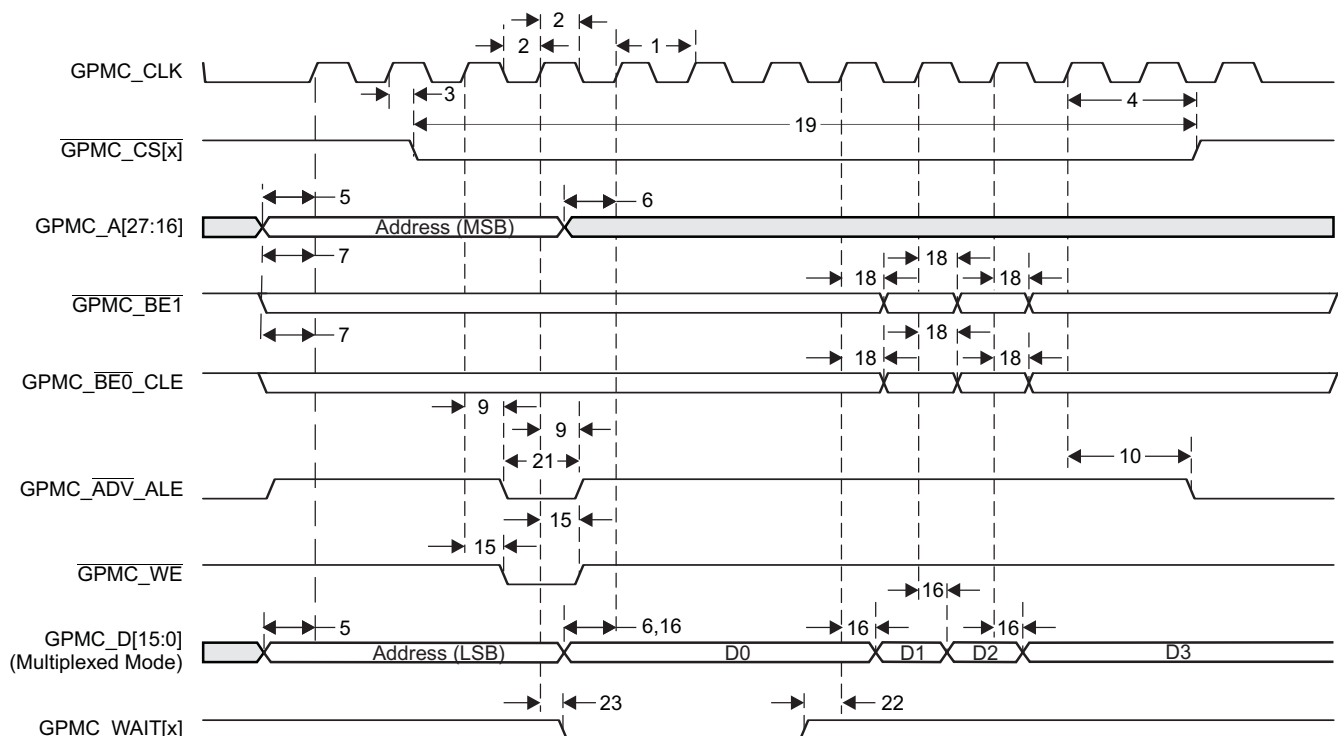 2
2
1
GPMC_CLK
3
4
19
GPMC_CS[x]
5
6
GPMC_A[27:16]
Address (MSB)
7
18
18
18
GPMC_BE1
7
18
18
18
GPMC_BE0_CLE
9
9
21
10
GPMC_ADV_ALE
15
15
GPMC_WE
16
5
6,16
16
16
GPMC_D[15:0]
(Multiplexed Mode)
Address (LSB)
D0
D1
D2
D3
23
22
GPMC_WAIT[x]